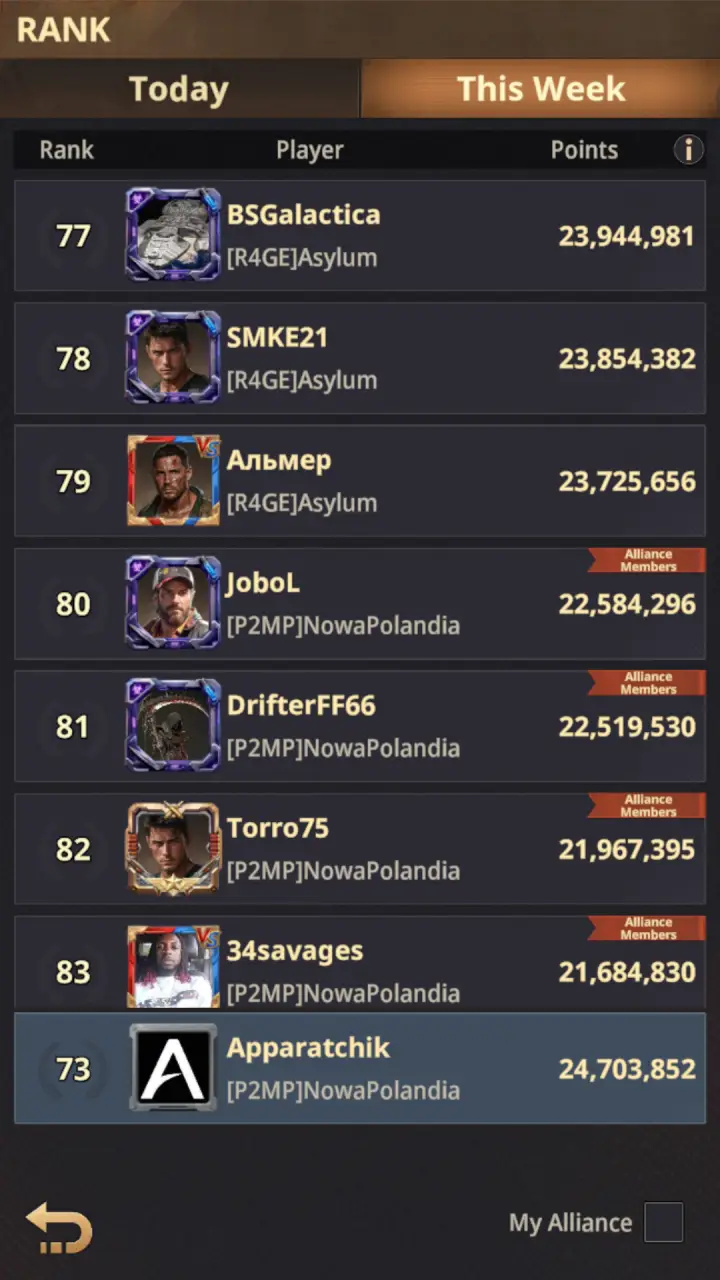 RANK
Today
This Week
Rank
Player
Points
i
77
BSGalactica
[R4GE]Asylum
23,944,981
78
SMKE21
[R4GE]Asylum
23,854,382
79
VS
Альмер
[R4GE]Asylum
23,725,656
Alliance
Members
80
JoboL
[P2MP]NowaPolandia
22,584,296
Alliance
Members
81
DrifterFF66
[P2MP]NowaPolandia
22,519,530
Alliance
Members
82
Torro75
[P2MP]NowaPolandia
21,967,395
Alliance
Members
83
VS
34savages
[P2MP]NowaPolandia
21,684,830
73
A
Apparatchik
[P2MP]NowaPolandia
24,703,852
My Alliance